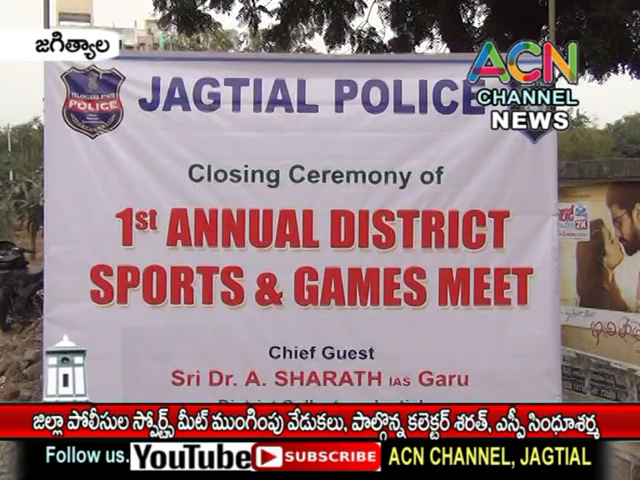 జగిత్యాల
ACN
CHANNEL
NEWS
TELANGANA STATE
POLICE
JAGTIAL POLICE
Closing Ceremony of
1st ANNUAL DISTRICT
SPORTS & GAMES MEET
Chief Guest
Sri Dr. A. SHARATH IAS Garu
జిల్లా పోలీసుల స్పోర్ట్స్ మీట్ ముంగింపు వేడుకలు, పాల్గొన్న కలెక్టర్ శరత్, ఎస్పీ సింధూశర్మ
Follow us. YouTube SUBSCRIBE ACN CHANNEL, JAGTIAL